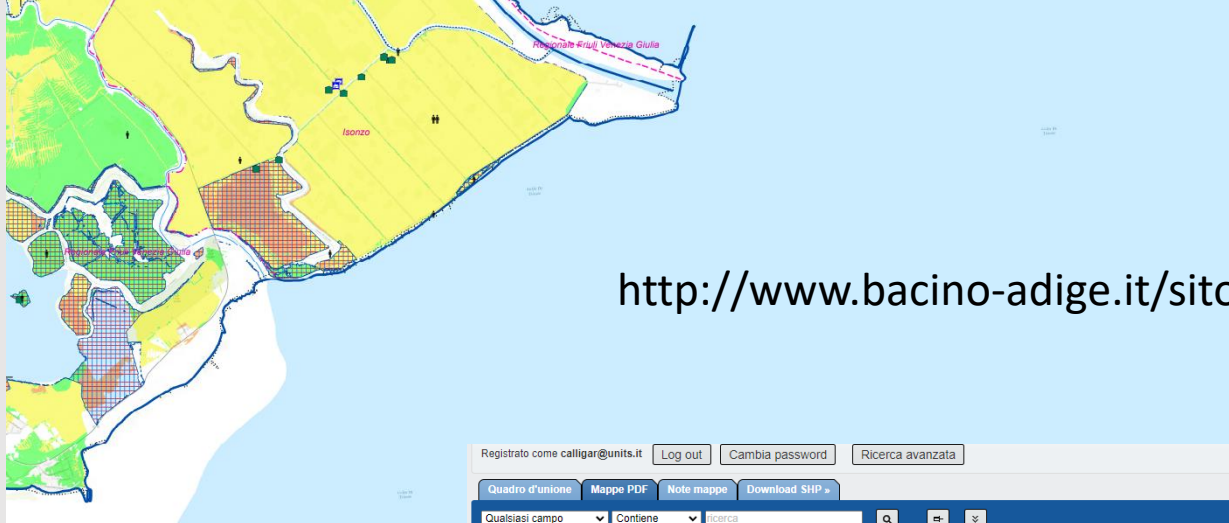 Regionale Friuli Venezia Giulia
Isonzo
Regionale Friuli Venezia Giulia
http://www.bacino-adige.it/sito
Registrato come calligar@units.it Log out Cambia password Ricerca avanzata
Quadro d'unione Mappe PDF Note mappe Download SHP »
Qualsiasi campo Contiene ricerca